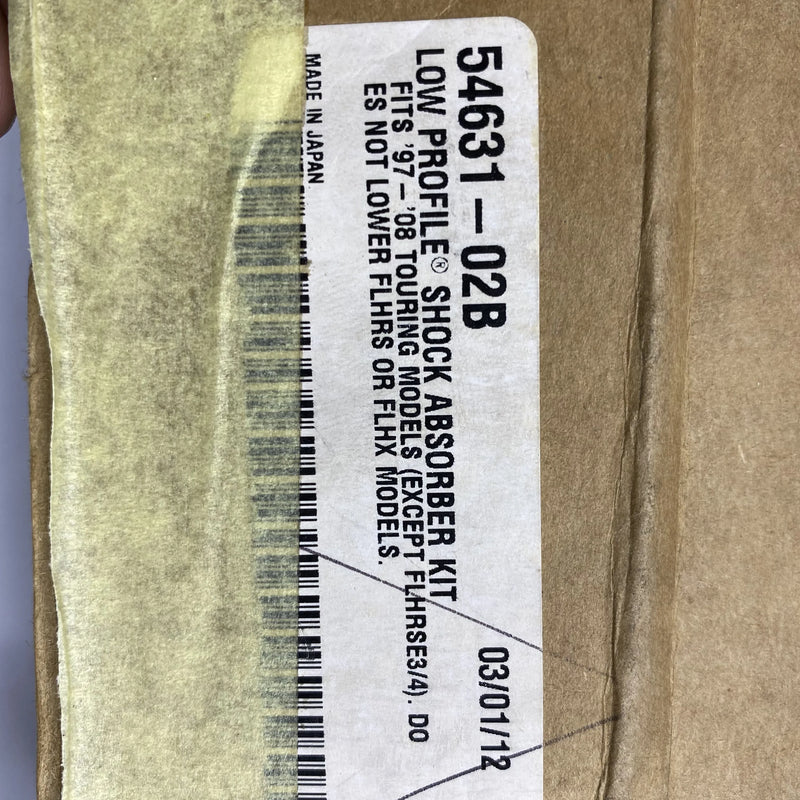 54631-02B
LOW PROFILE® SHOCK ABSORBER KIT
FITS '97-'08 TOURING MODELS (EXCEPT FLHRSE3/4). DO
ES NOT LOWER FLHRS OR FLHX MODELS.
03/01/12
MADE IN JAPAN